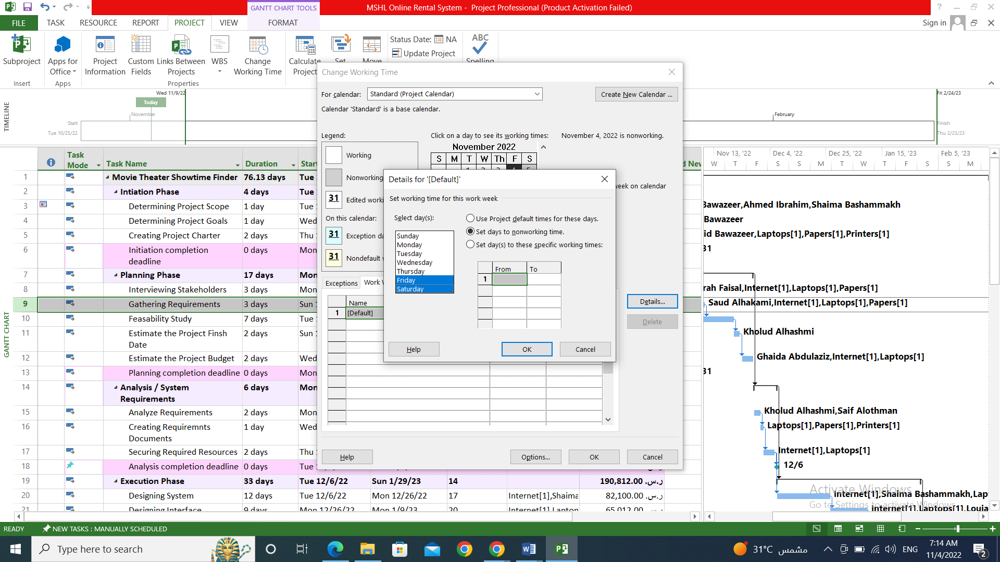 GANTT CHART TOOLS
MSHL Online Rental System - Project Professional (Product Activation Failed)
FILE TASK RESOURCE REPORT PROJECT VIEW FORMAT
Sign in
Subproject
Apps for Office
Project Information
Custom Fields
Links Between Projects
WBS
Change Working Time
Calculate Project
Set
Move
Status Date: NA
Update Project
ABC
Spelling
Insert
Apps
Properties
TIMELINE
Wed 11/9/22
Today
November
Start
Tue 10/25/22
February
Fri 2/24/23
Finish
Thu 2/23/23
Change Working Time
For calendar: Standard (Project Calendar)
Create New Calendar ...
Calendar 'Standard' is a base calendar.
Legend:
Working
Nonworking
31 Edited worki
On this calendar:
31 Exception da
31 Nondefault w
Click on a day to see its working times:
November 4, 2022 is nonworking.
November 2022
S M T W Th F S
week on calendar
Exceptions Work W
Name
1 [Default]
Details...
Delete
Help Options... OK Cancel
Details for '[Default]'
Set working time for this work week
Select day(s):
Sunday
Monday
Tuesday
Wednesday
Thursday
Friday
Saturday
Use Project default times for these days.
Set days to nonworking time.
Set day(s) to these specific working times:
From To
1
Help OK Cancel
GANTT CHART
Task Mode Task Name Duration Start
d New
1 Movie Theater Showtime Finder 76.13 days Tue 1
2 Intiation Phase 4 days Tue 1
3 Determining Project Scope 1 day Tue 1
4 Determining Project Goals 1 day Wed
5 Creating Project Charter 2 days Thu 1
6 Initiation completion deadline 0 days Mon
7 Planning Phase 17 days Mon
8 Interviewing Stakeholders 3 days Mon
9 Gathering Requirements 3 days Sun 1
10 Feasability Study 7 days Tue 1
11 Estimate the Project Finsh Date 2 days Sun 1
12 Estimate the Project Budget 2 days Wed
13 Planning completion deadline 0 days Mon
14 Analysis / System Requirements 6 days Mon
15 Analyze Requirements 2 days Mon
16 Creating Requiremnts Documents 1 day Wed
17 Securing Required Resources 2 days Thu 1
18 Analysis completion deadline 0 days Tue 1
19 Execution Phase 33 days Tue 12/6/22 Sun 1/29/23 14 190,812.00 ر.س.
20 Designing System 12 days Tue 12/6/22 Mon 12/26/22 17 Internet[1],Shaima 82,100.00 ر.س.
21 Designing Interface 9 days Mon 12/26/22 Mon 1/9/23 20 Internet[1],Lapton 65,012.00 ر.س.
Nov 13, '22 Dec 4, '22 Dec 25, '22 Jan 15, '23 Feb 5, '23
W T F S S M T W T F S S M
Bawazeer,Ahmed Ibrahim,Shaima Bashammakh
Bawazeer
id Bawazeer,Laptops[1],Papers[1],Printers[1]
31
rah Faisal,Internet[1],Laptops[1],Papers[1]
Saud Alhakami,Internet[1],Laptops[1],Papers[1]
Kholud Alhashmi
Ghaida Abdulaziz,Internet[1],Laptops[1]
31
Kholud Alhashmi,Saif Alothman
Laptops[1],Papers[1],Printers[1]
Internet[1],Laptops[1]
12/6
Internet[1],Shaima Bashammakh,Lap
Internet[1],Laptops[1],Loujai
Activate Windows
Go to Settings to activate Windows.
READY NEW TASKS : MANUALLY SCHEDULED
Type here to search
31°C مشمس
ENG
7:14 AM
11/4/2022
2